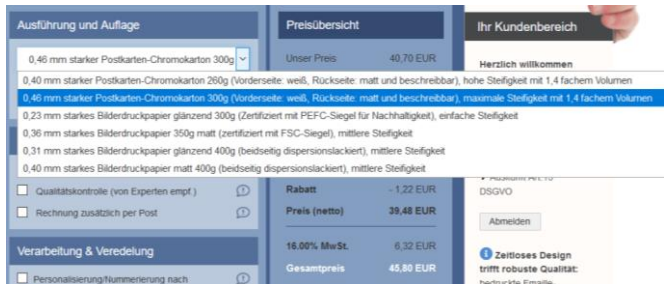 Ausführung und Auflage
0,46 mm starker Postkarten-Chromokarton 300g
0,40 mm starker Postkarten-Chromokarton 260g (Vorderseite: weiß, Rückseite: matt und beschreibbar), hohe Steifigkeit mit 1,4 fachem Volumen
0,46 mm starker Postkarten-Chromokarton 300g (Vorderseite: weiß, Rückseite: matt und beschreibbar), maximale Steifigkeit mit 1,4 fachem Volumen
0,23 mm starkes Bilderdruckpapier glänzend 300g (Zertifiziert mit PEFC-Siegel für Nachhaltigkeit), einfache Steifigkeit
0,36 mm starkes Bilderdruckpapier 350g matt (zertifiziert mit FSC-Siegel), mittlere Steifigkeit
0,31 mm starkes Bilderdruckpapier glänzend 400g (beidseitig dispersionslackiert), mittlere Steifigkeit
0,40 mm starkes Bilderdruckpapier matt 400g (beidseitig dispersionslackiert), mittlere Steifigkeit
Qualitätskontrolle (von Experten empf.)
Rechnung zusätzlich per Post
Verarbeitung & Veredelung
Personalisierung/Nummerierung nach
Preisübersicht
Unser Preis 40,70 EUR
Rabatt - 1,22 EUR
Preis (netto) 39,48 EUR
16.00% MwSt. 6,32 EUR
Gesamtpreis 45,80 EUR
Ihr Kundenbereich
Herzlich willkommen
Auskunft Art. 15
DSGVO
Abmelden
Zeitloses Design
trifft robuste Qualität:
bedruckte Emaille-